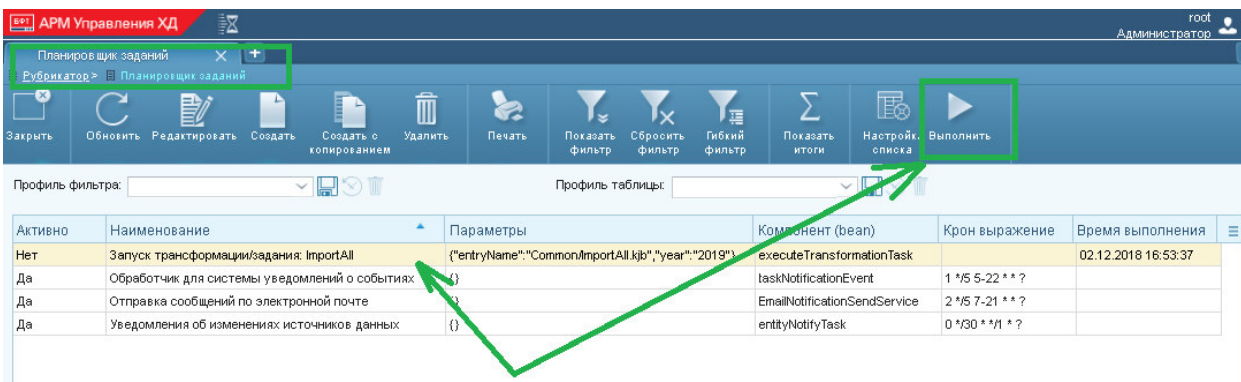 БФТ АРМ Управления ХД
root
Администратор
Планировщик заданий
Рубрикатор> Планировщик заданий
Закрыть Обновить Редактировать Создать Создать с копированием Удалить Печать Показать фильтр Сбросить фильтр Гибкий фильтр Показать итоги Настройк. списка Выполнить
Профиль фильтра: Профиль таблицы:
Активно Наименование Параметры Компонент (bean) Крон выражение Время выполнения
Нет Запуск трансформации/задания: ImportAll {"entryName":"Common/ImportAll.kjb","year":"2019"} executeTransformationTask 02.12.2018 16:53:37
Да Обработчик для системы уведомлений о событиях {} taskNotificationEvent 1 */5 5-22 * * ?
Да Отправка сообщений по электронной почте {} EmailNotificationSendService 2 */5 7-21 * * ?
Да Уведомления об изменениях источников данных {} entityNotifyTask 0 */30 * */1 * ?